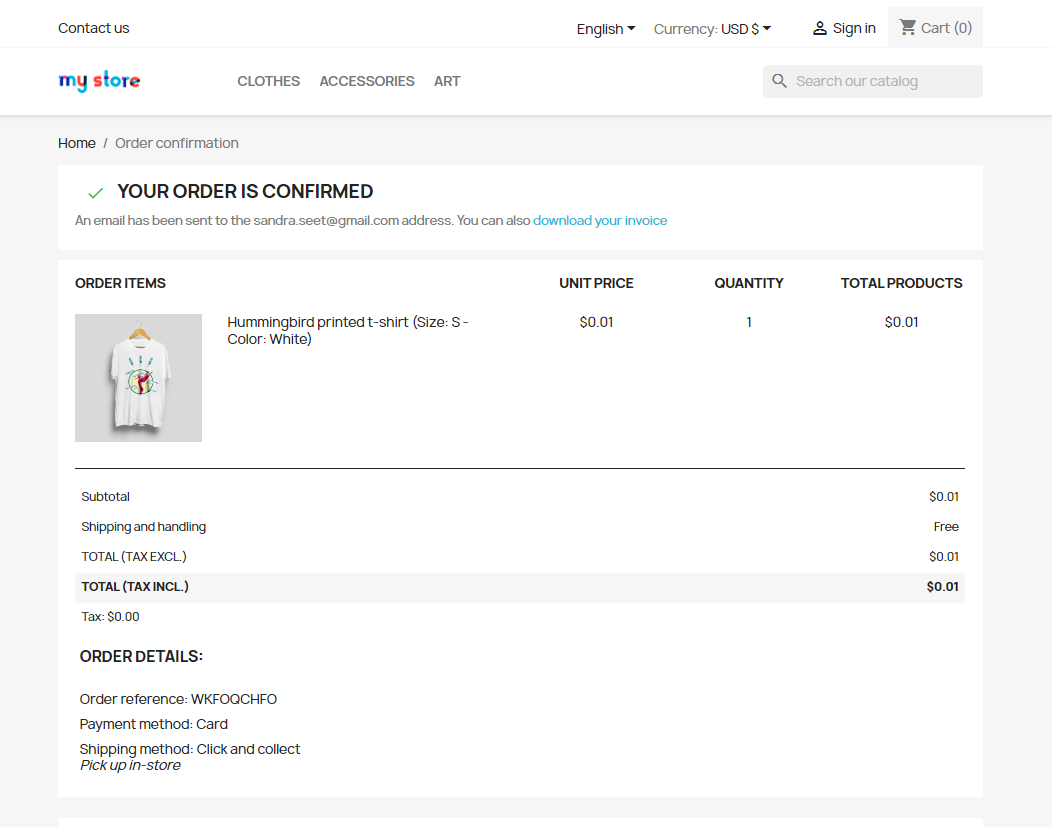 Contact us
English
Currency: USD $
Sign in
Cart (0)
my store
CLOTHES
ACCESSORIES
ART
Search our catalog
Home / Order confirmation
YOUR ORDER IS CONFIRMED
An email has been sent to the sandra.seet@gmail.com address. You can also download your invoice
ORDER ITEMS
UNIT PRICE
QUANTITY
TOTAL PRODUCTS
Hummingbird printed t-shirt (Size: S -
Color: White)
$0.01
1
$0.01
Subtotal $0.01
Shipping and handling Free
TOTAL (TAX EXCL.) $0.01
TOTAL (TAX INCL.) $0.01
Tax: $0.00
ORDER DETAILS:
Order reference: WKFOQCHFO
Payment method: Card
Shipping method: Click and collect
Pick up in-store